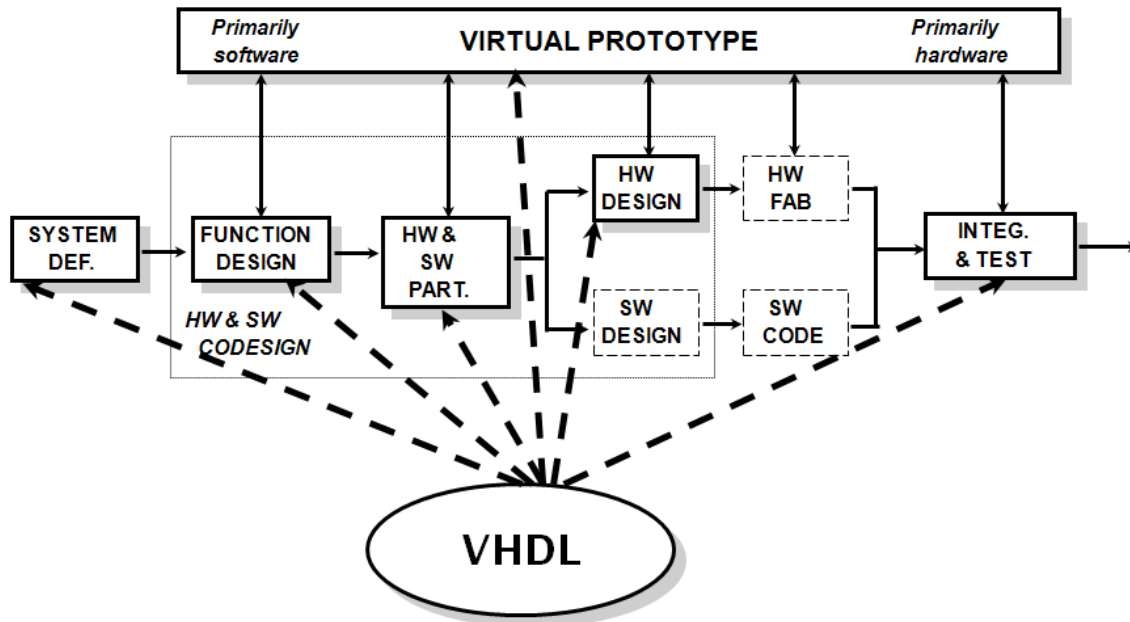 Primarily
software
VIRTUAL PROTOTYPE
Primarily
hardware
SYSTEM
DEF.
FUNCTION
DESIGN
HW &
SW
PART.
HW
DESIGN
HW
FAB
SW
DESIGN
SW
CODE
INTEG.
& TEST
HW & SW
CODESIGN
VHDL